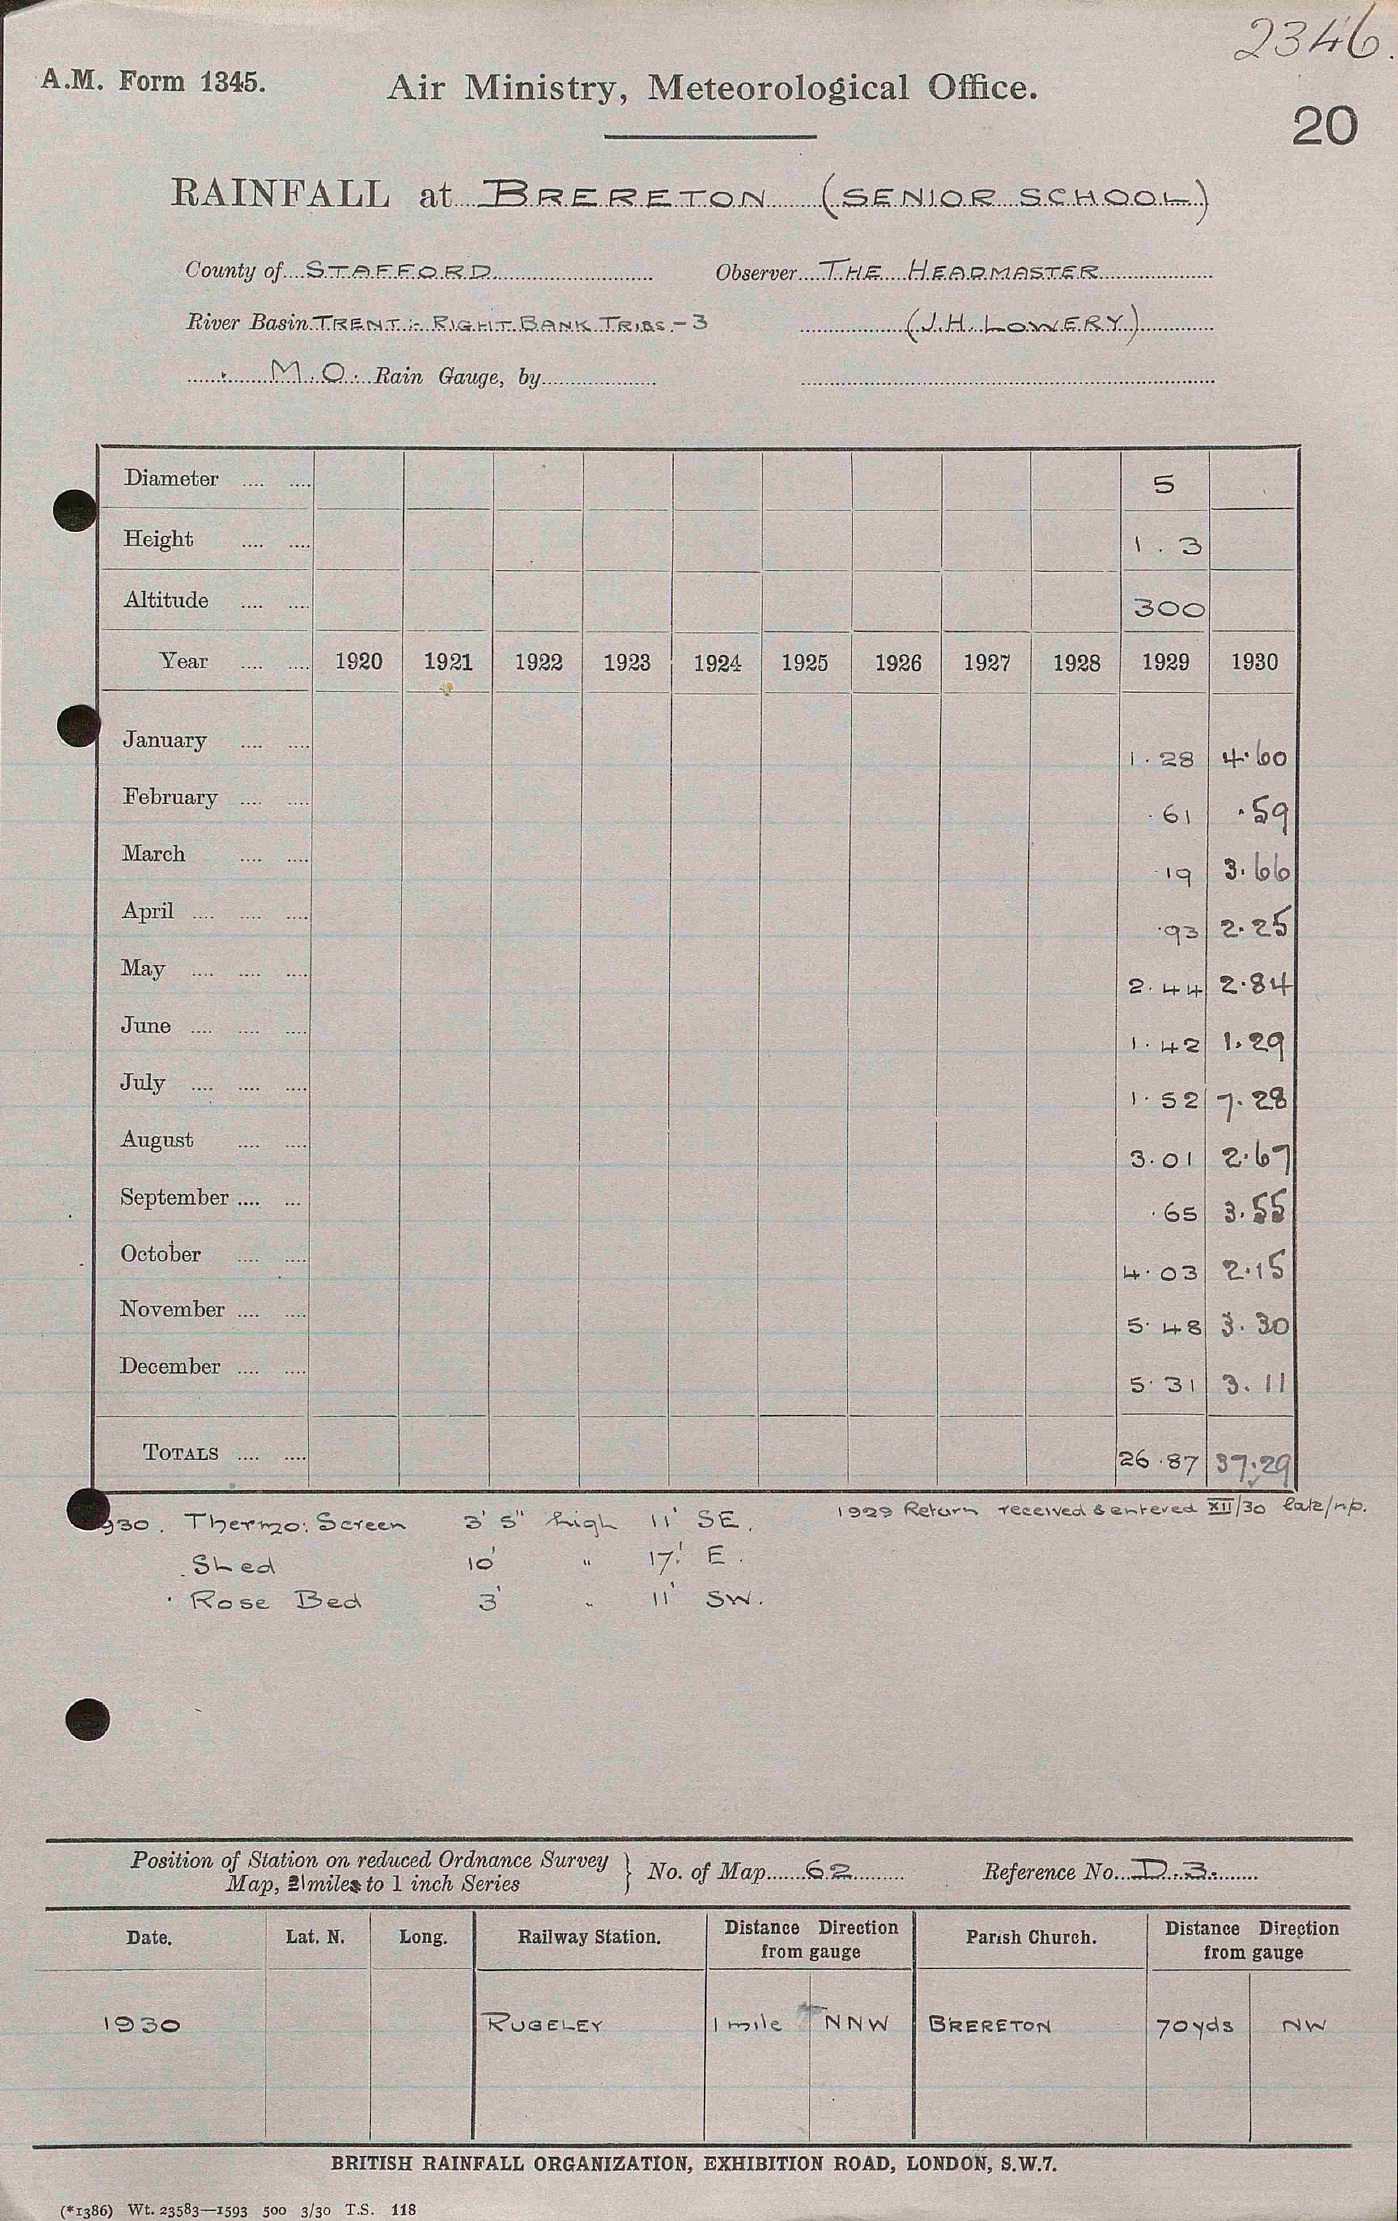 2346.
A.M. Form 1345. Air Ministry, Meteorological Office.
20
RAINFALL at BRERETON (SENIOR SCHOOL)
County of STAFFORD Observer THE HEADMASTER
River Basin TRENT:- RIGHT BANK TRIBS.-3 (J.H. LOWERY)
M.O. Rain Gauge, by
Diameter .... .... 5
Height .... .... 1 . 3
Altitude .... .... 300
Year .... .... 1920 1921 1922 1923 1924 1925 1926 1927 1928 1929 1930
January .... .... 1.28 4.60
February .... .... .61 .59
March .... .... .19 3.66
April .... .... .... .93 2.25
May .... .... .... 2.44 2.84
June .... .... .... 1.42 1.29
July .... .... .... 1.52 7.28
August .... .... 3.01 2.67
September .... ... .65 3.55
October .... .... 4.03 2.15
November .... .... 5.48 3.30
December .... .... 5.31 3.11
TOTALS .... .... 26.87 37.29
930. Thermo: Screen 3' 5" high 11' SE. 1929 Return received & entered XII/30 late/n.p.
Shed 10' " 17' E.
Rose Bed 3' " 11' SW.
Position of Station on reduced Ordnance Survey } No. of Map 62 Reference No. D.3.
Map, 2 miles to 1 inch Series
Date. Lat. N. Long. Railway Station. Distance Direction from gauge Parish Church. Distance Direction from gauge
1930 RUGELEY 1 mile NNW BRERETON 70 yds NW
BRITISH RAINFALL ORGANIZATION, EXHIBITION ROAD, LONDON, S.W.7.
(*1386) Wt. 23583—1593 500 3/30 T.S. 118